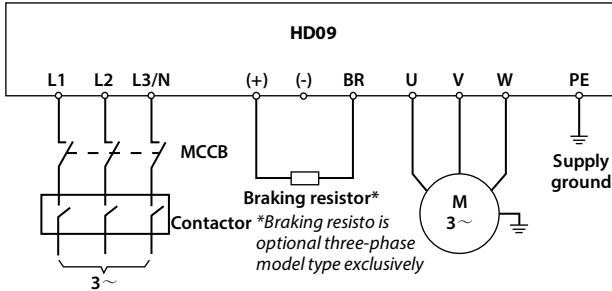 HD09
L1 L2 L3/N (+) (-) BR U V W PE
MCCB
Supply
ground
Braking resistor*
M
3~
Contactor
*Braking resisto is
optional three-phase
model type exclusively
3~